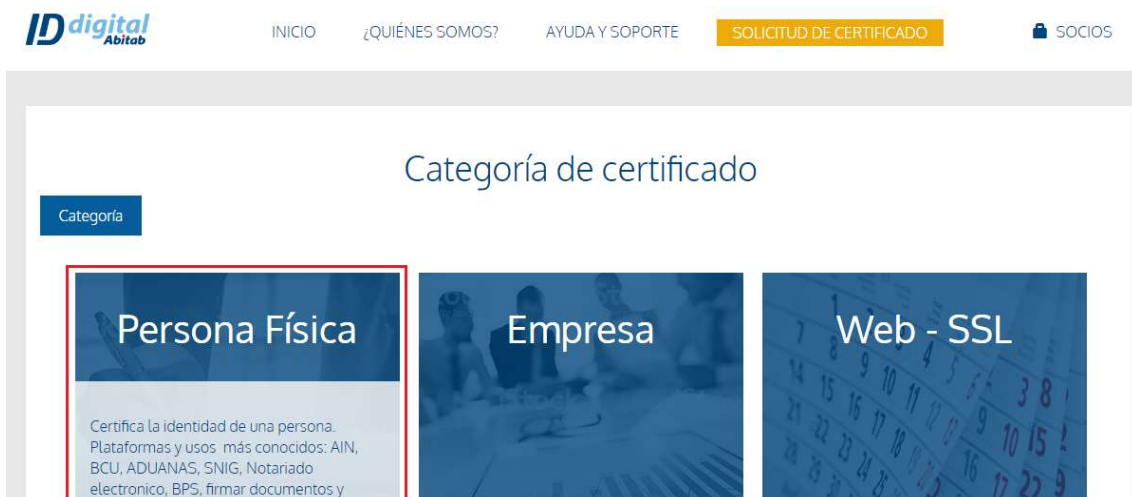 ID digital
Abitab
INICIO
¿QUIÉNES SOMOS?
AYUDA Y SOPORTE
SOLICITUD DE CERTIFICADO
SOCIOS
Categoría de certificado
Categoría
Persona Física
Empresa
Web - SSL
Certifica la identidad de una persona.
Plataformas y usos más conocidos: AIN,
BCU, ADUANAS, SNIG, Notariado
electronico, BPS, firmar documentos y